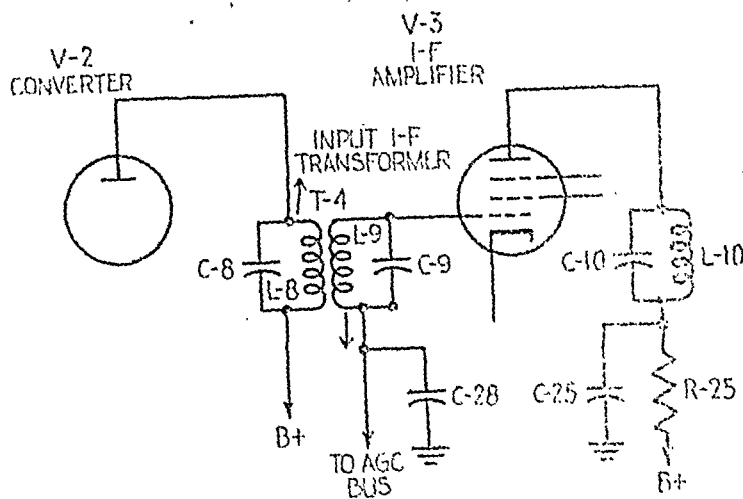 V-2
CONVERTER
V-3
I-F
AMPLIFIER
INPUT I-F
TRANSFORMER
T-4
L-9
C-8
L-8
C-9
C-10
L-10
C-28
C-25
R-25
B+
TO AGC
BUS
B+